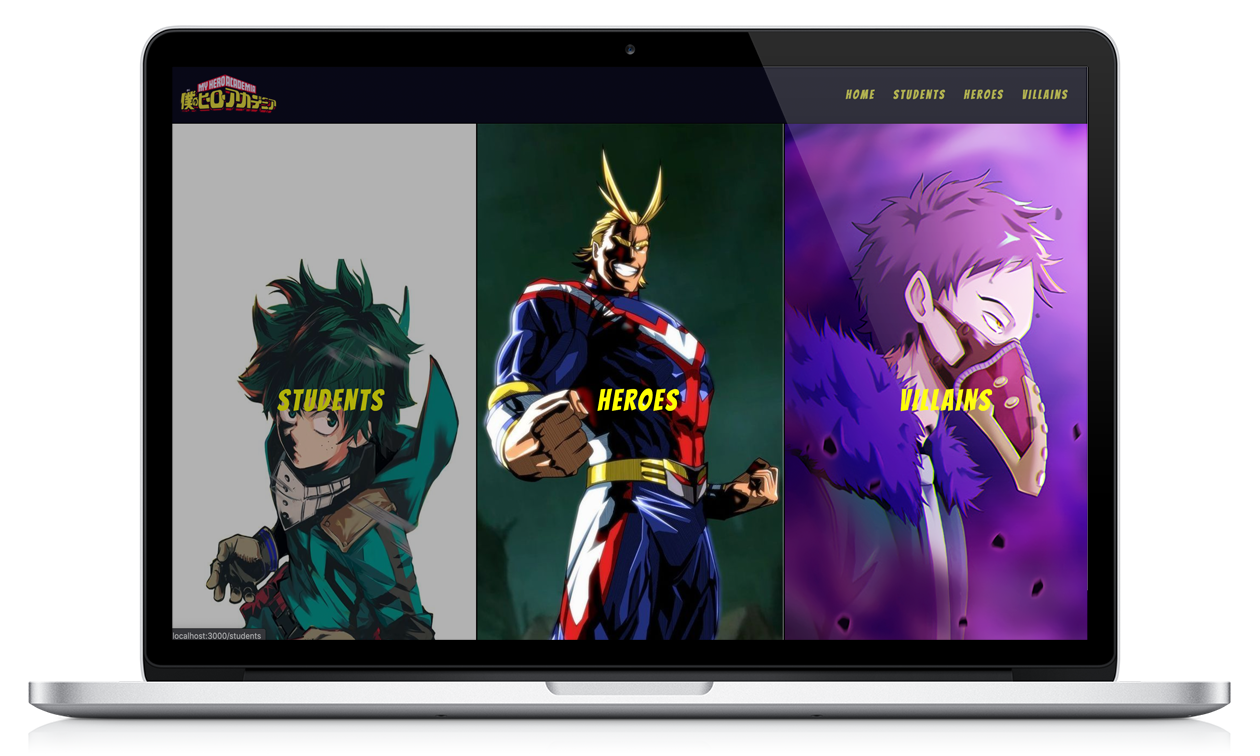 MY HERO ACADEMIA
僕のヒーローアカデミア
HOME STUDENTS HEROES VILLAINS
STUDENTS HEROES VILLAINS
localhost:3000/students